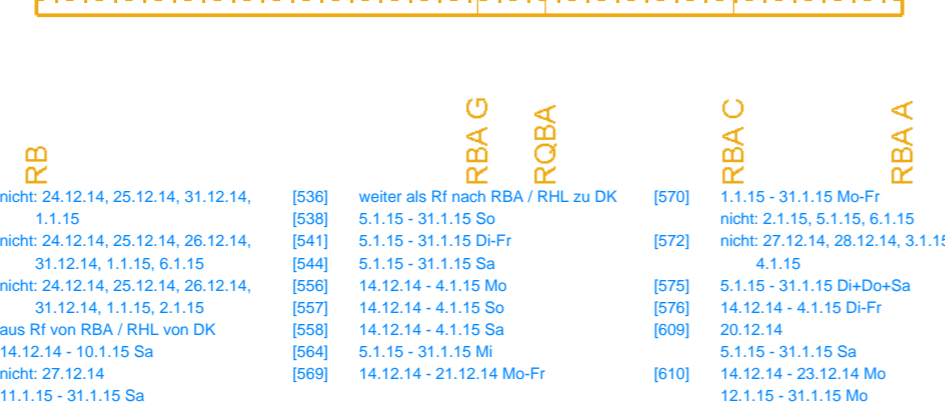 RB
RBA G
RQBA
RBA C
RBA A
nicht: 24.12.14, 25.12.14, 31.12.14,
1.1.15
nicht: 24.12.14, 25.12.14, 26.12.14,
31.12.14, 1.1.15, 6.1.15
nicht: 24.12.14, 25.12.14, 26.12.14,
31.12.14, 1.1.15, 2.1.15
aus Rf von RBA / RHL von DK
14.12.14 - 10.1.15 Sa
nicht: 27.12.14
11.1.15 - 31.1.15 Sa
[536] weiter als Rf nach RBA / RHL zu DK
[538] 5.1.15 - 31.1.15 So
[541] 5.1.15 - 31.1.15 Di-Fr
[544] 5.1.15 - 31.1.15 Sa
[556] 14.12.14 - 4.1.15 Mo
[557] 14.12.14 - 4.1.15 So
[558] 14.12.14 - 4.1.15 Sa
[564] 5.1.15 - 31.1.15 Mi
[569] 14.12.14 - 21.12.14 Mo-Fr
[570] 1.1.15 - 31.1.15 Mo-Fr
nicht: 2.1.15, 5.1.15, 6.1.15
[572] nicht: 27.12.14, 28.12.14, 3.1.15
4.1.15
[575] 5.1.15 - 31.1.15 Di+Do+Sa
[576] 14.12.14 - 4.1.15 Di-Fr
[609] 20.12.14
5.1.15 - 31.1.15 Sa
[610] 14.12.14 - 23.12.14 Mo
12.1.15 - 31.1.15 Mo